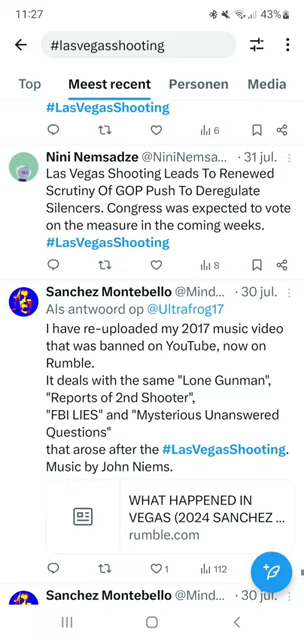 11:27
43%
#lasvegasshooting
Top
Meest recent
Personen
Media
#LasVegasShooting
6
Nini Nemsadze @NiniNemsa... · 31 jul.
Las Vegas Shooting Leads To Renewed
Scrutiny Of GOP Push To Deregulate
Silencers. Congress was expected to vote
on the measure in the coming weeks.
#LasVegasShooting
8
Sanchez Montebello @Mind... · 30 jul.
Als antwoord op @Ultrafrog17
I have re-uploaded my 2017 music video
that was banned on YouTube, now on
Rumble.
It deals with the same "Lone Gunman",
"Reports of 2nd Shooter",
"FBI LIES" and "Mysterious Unanswered
Questions"
that arose after the #LasVegasShooting.
Music by John Niems.
WHAT HAPPENED IN
VEGAS (2024 SANCHEZ ...
rumble.com
1
112
Sanchez Montebello @Mind... · 30 jul.